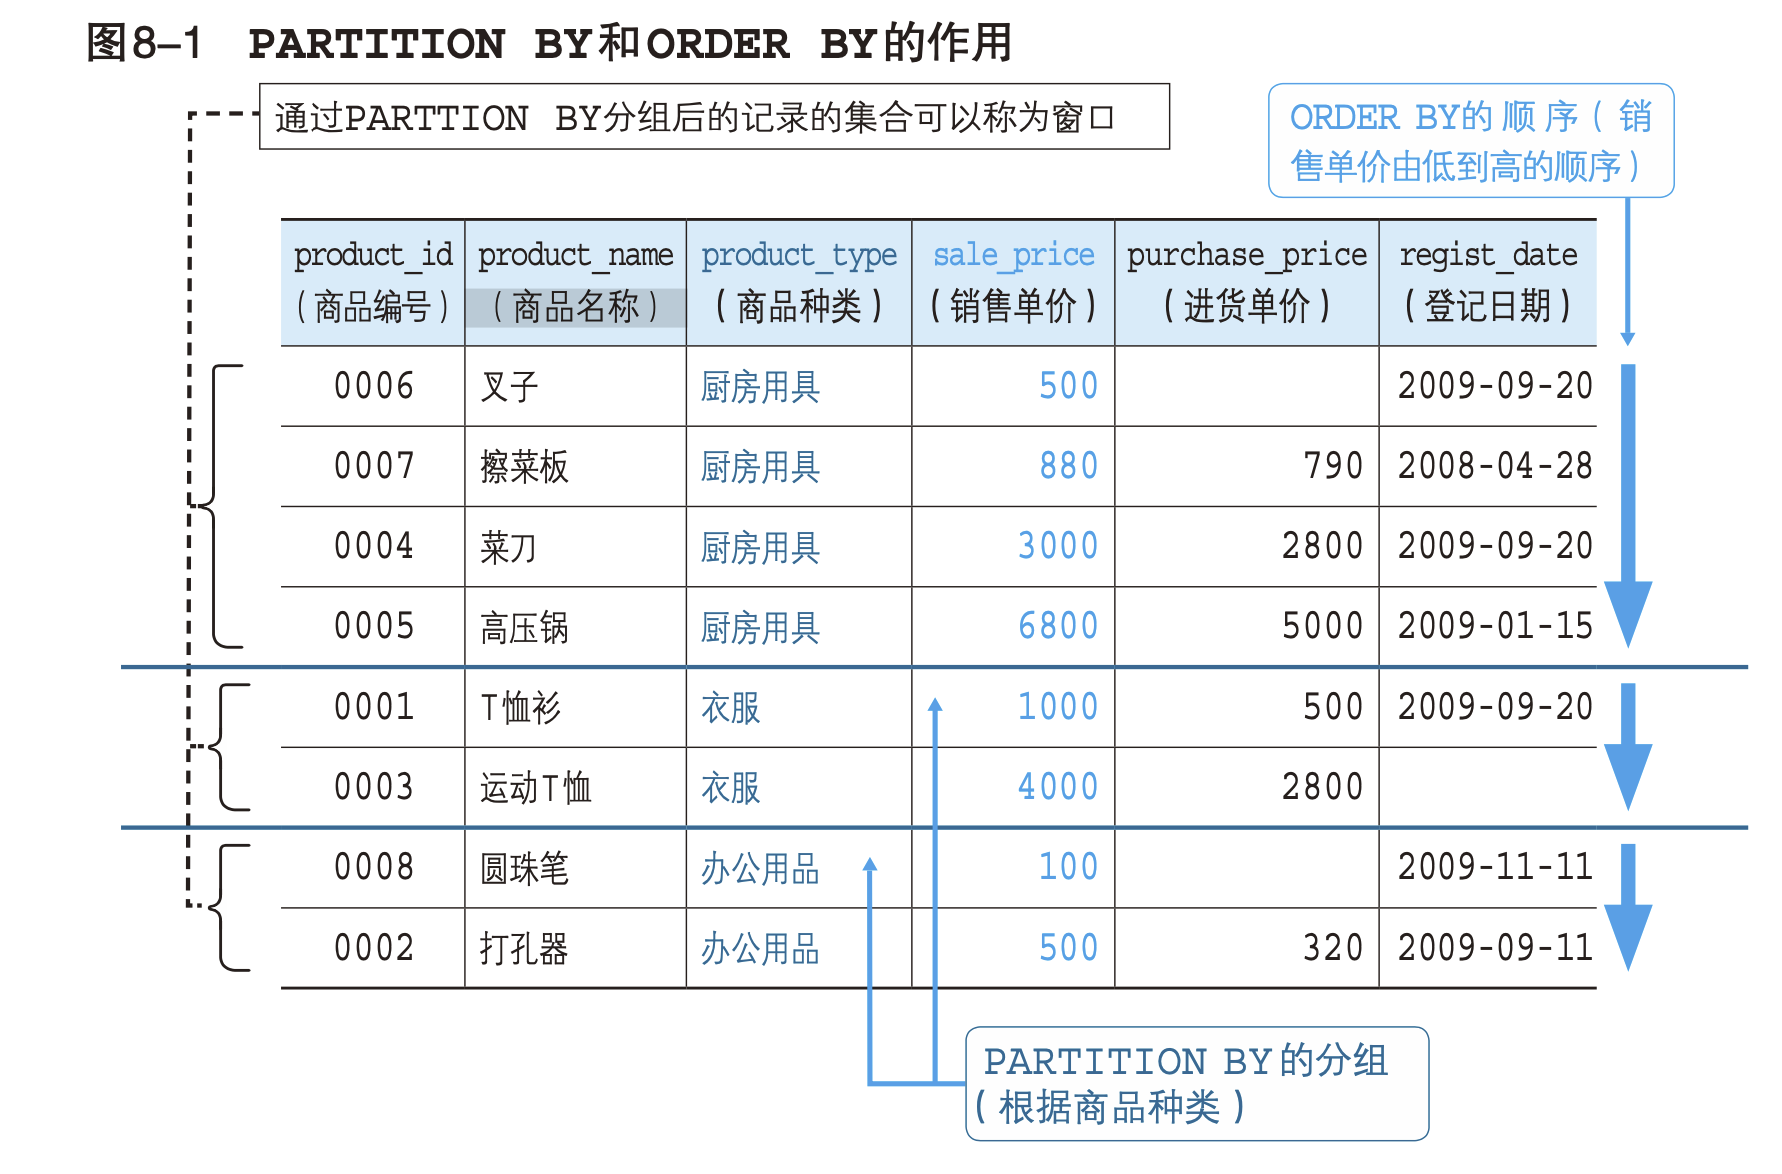 图8–1 PARTITION BY和ORDER BY的作用
通过PARTTION BY分组后的记录的集合可以称为窗口
ORDER BY的顺序(销
售单价由低到高的顺序)
product_id product_name product_type sale_price purchase_price regist_date
(商品编号) (商品名称) (商品种类) (销售单价) (进货单价) (登记日期)
0006 叉子 厨房用具 500 2009-09-20
0007 擦菜板 厨房用具 880 790 2008-04-28
0004 菜刀 厨房用具 3000 2800 2009-09-20
0005 高压锅 厨房用具 6800 5000 2009-01-15
0001 T恤衫 衣服 1000 500 2009-09-20
0003 运动T恤 衣服 4000 2800
0008 圆珠笔 办公用品 100 2009-11-11
0002 打孔器 办公用品 500 320 2009-09-11
PARTITION BY的分组
(根据商品种类)